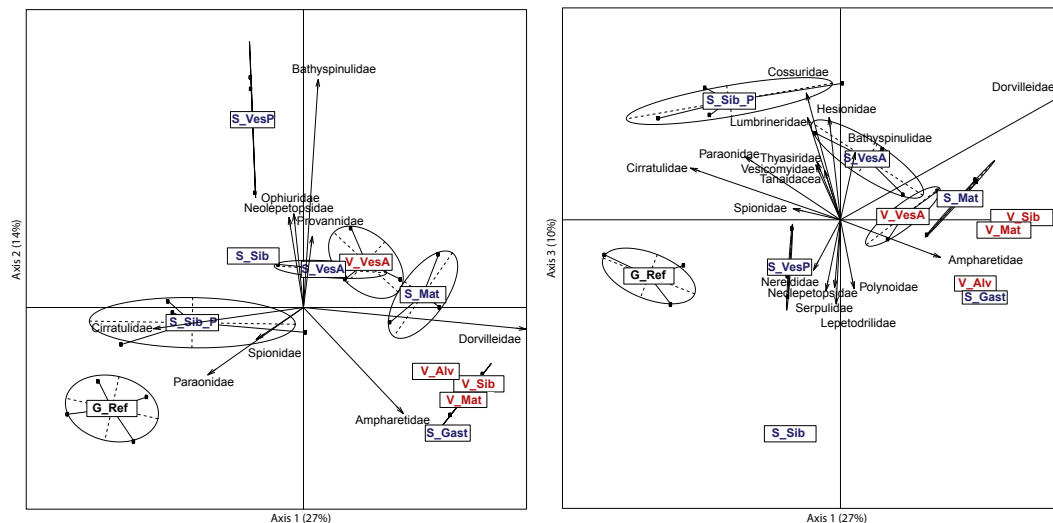 Bathyspinulidae
S_VesP
Ophiuridae
Neolepetopsidae
Provannidae
S_Sib
S_VesA
V_VesA
S_Mat
Axis 2 (14%)
S_Sib_P
Cirratulidae
Spionidae
Dorvilleidae
Paraonidae
V_Alv
V_Sib
V_Mat
G_Ref
Ampharetidae
S_Gast
Axis 1 (27%)
Cossuridae
Dorvilleidae
S_Sib_P
Hesionidae
Lumbrineridae
Bathyspinulidae
Paraonidae
Thyasiridae
S_VesA
Cirratulidae
Vesicomyidae
Tanaidacea
S_Mat
Spionidae
V_VesA
V_Sib
V_Mat
Axis 3 (10%)
Ampharetidae
G_Ref
S_VesP
Nereididae
V_Alv
Neolepetopsidae
Polynoidae
S_Gast
Serpulidae
Lepetodrilidae
S_Sib
Axis 1 (27%)